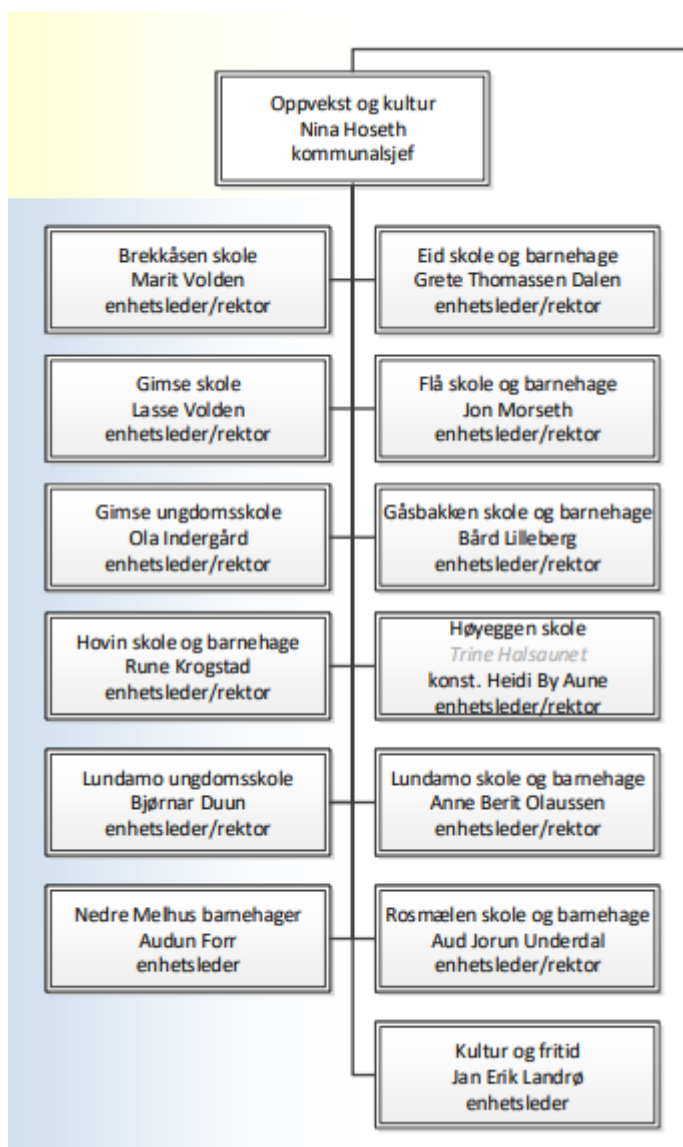 Oppvekst og kultur
Nina Hoseth
kommunalsjef
Brekkåsen skole
Marit Volden
enhetsleder/rektor
Eid skole og barnehage
Grete Thomassen Dalen
enhetsleder/rektor
Gimse skole
Lasse Volden
enhetsleder/rektor
Flå skole og barnehage
Jon Morseth
enhetsleder/rektor
Gimse ungdomsskole
Ola Indergård
enhetsleder/rektor
Gåsbakken skole og barnehage
Bård Lilleberg
enhetsleder/rektor
Hovin skole og barnehage
Rune Krogstad
enhetsleder/rektor
Høyeggen skole
Trine Halsaunet
konst. Heidi By Aune
enhetsleder/rektor
Lundamo ungdomsskole
Bjørnar Duun
enhetsleder/rektor
Lundamo skole og barnehage
Anne Berit Olaussen
enhetsleder/rektor
Nedre Melhus barnehager
Audun Forr
enhetsleder
Rosmælen skole og barnehage
Aud Jorun Underdal
enhetsleder/rektor
Kultur og fritid
Jan Erik Landrø
enhetsleder